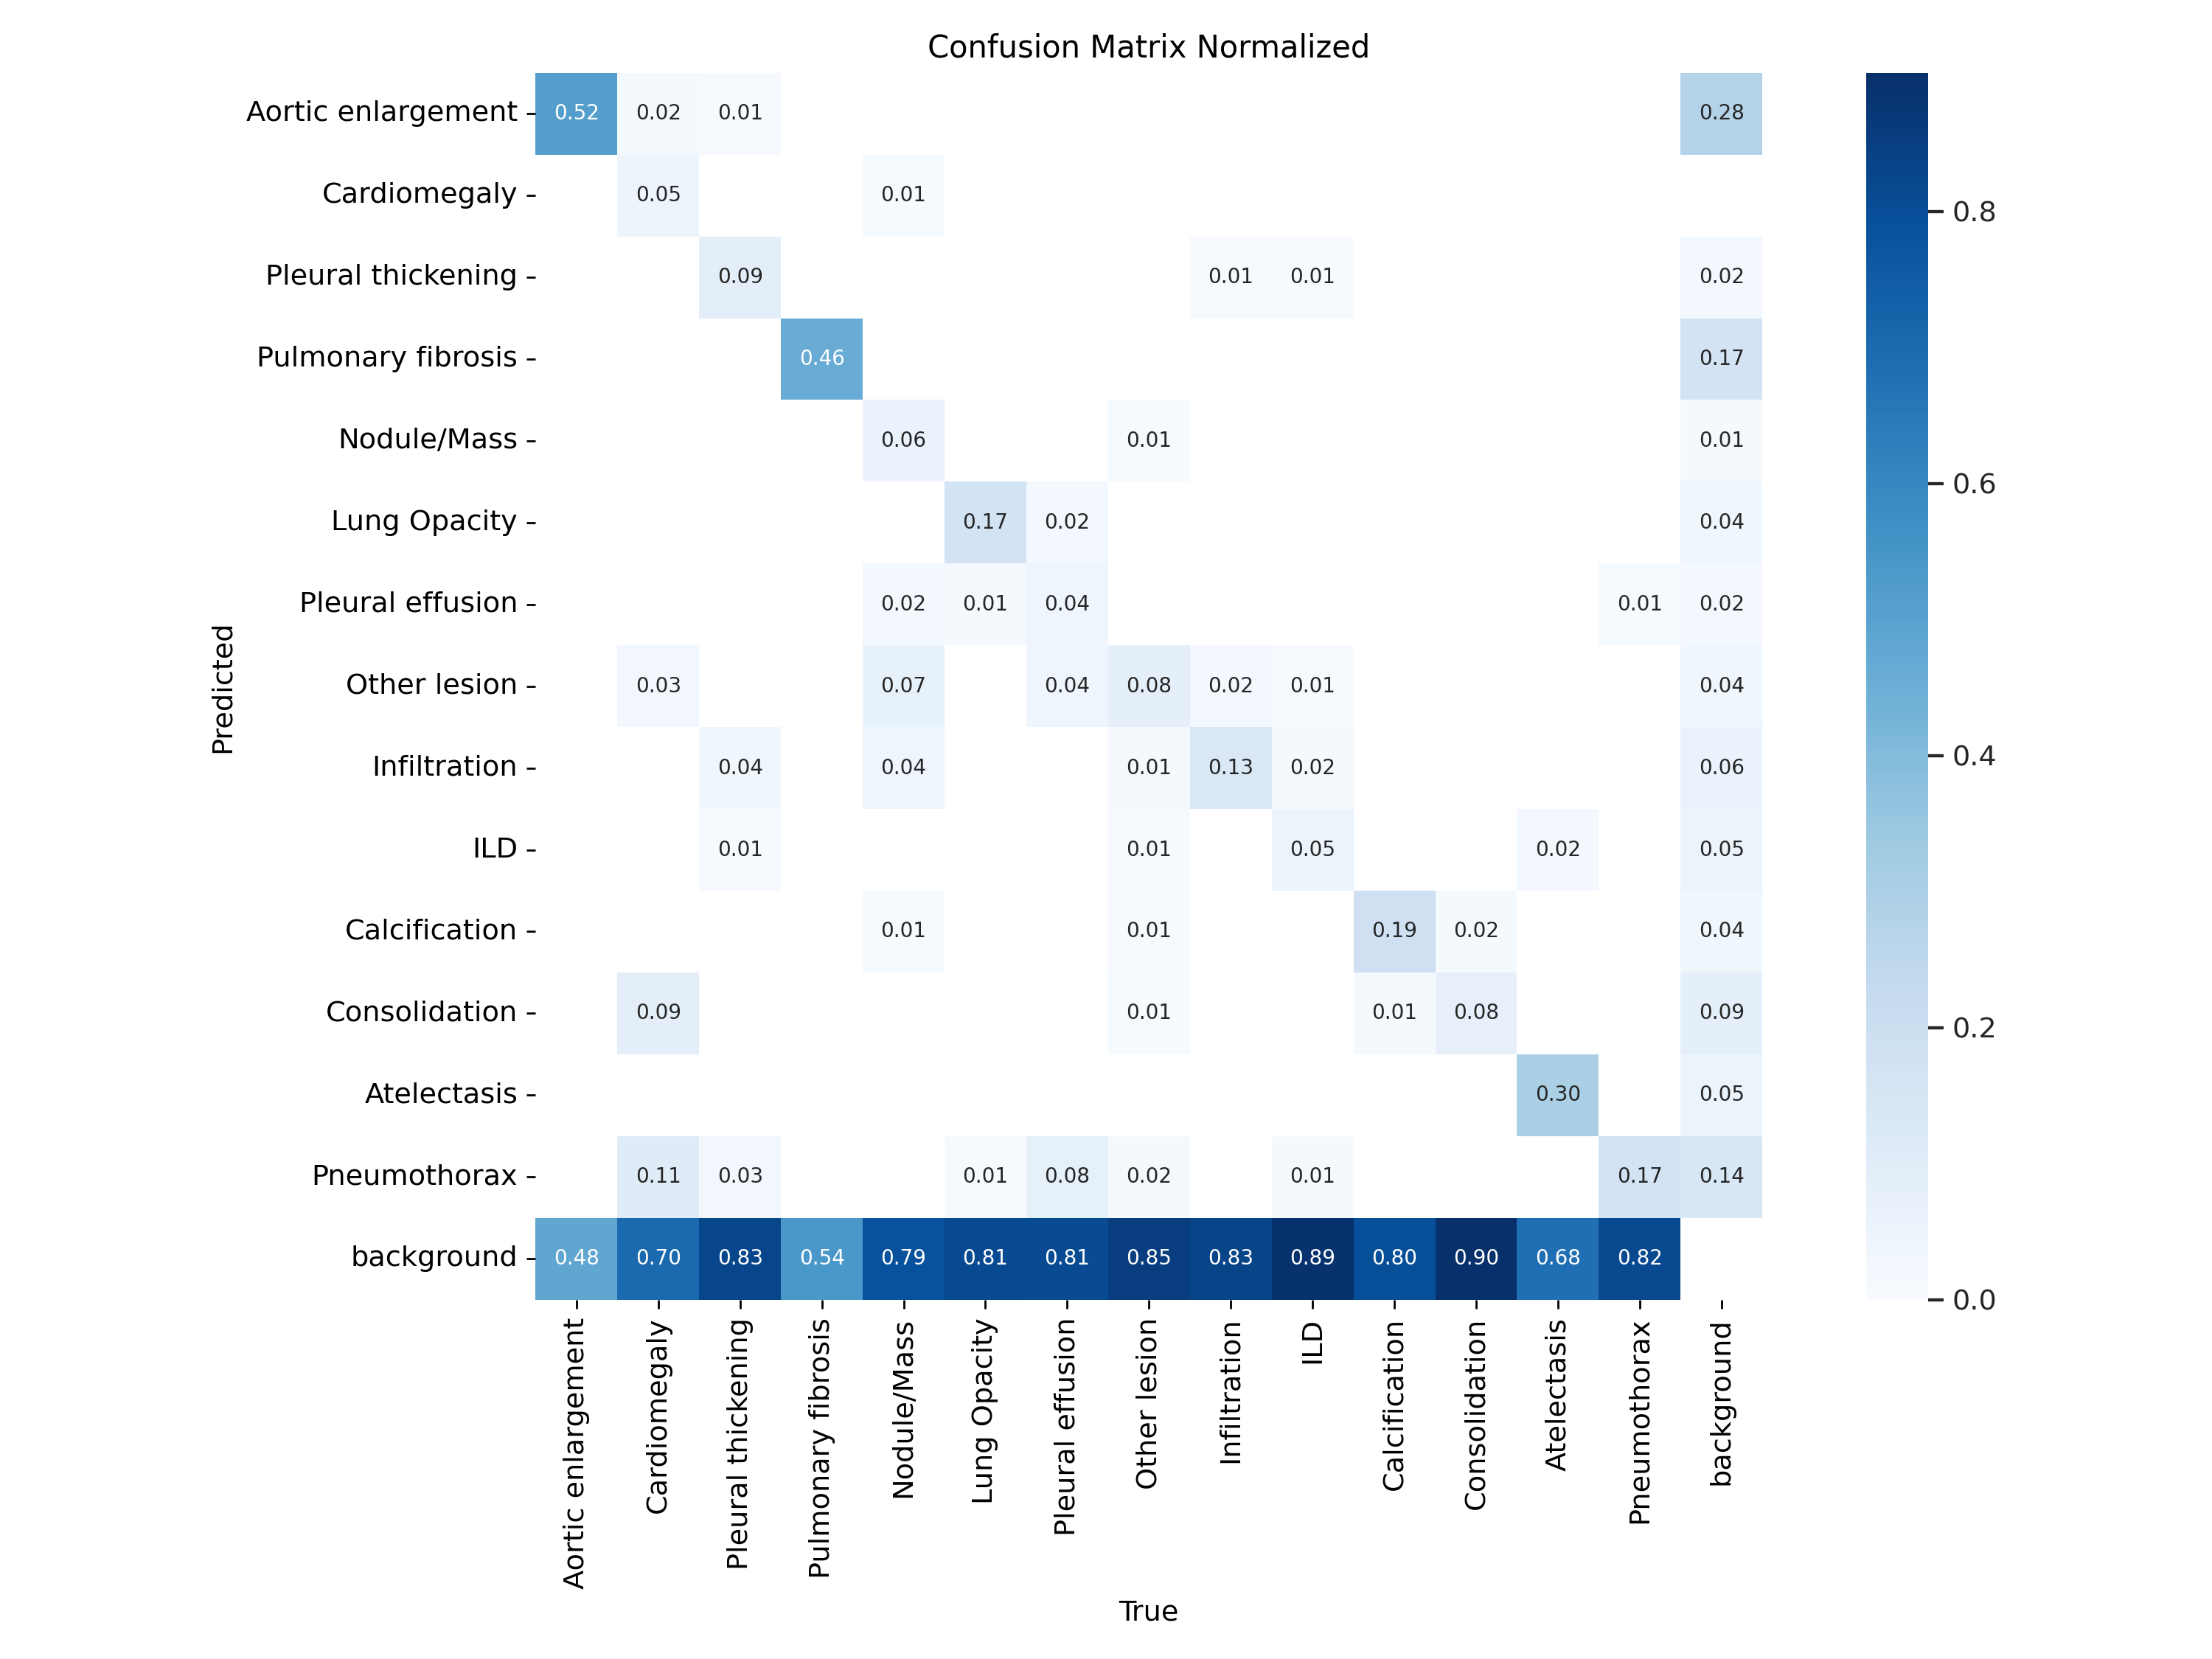 Confusion Matrix Normalized
Aortic enlargement 0.52 0.02 0.01 0.28
Cardiomegaly 0.05 0.01
Pleural thickening 0.09 0.01 0.01 0.02
Pulmonary fibrosis 0.46 0.17
Nodule/Mass 0.06 0.01 0.01
Lung Opacity 0.17 0.02 0.04
Pleural effusion 0.02 0.01 0.04 0.01 0.02
Other lesion 0.03 0.07 0.04 0.08 0.02 0.01 0.04
Infiltration 0.04 0.04 0.01 0.13 0.02 0.06
ILD 0.01 0.01 0.05 0.02 0.05
Calcification 0.01 0.01 0.19 0.02 0.04
Consolidation 0.09 0.01 0.01 0.08 0.09
Atelectasis 0.30 0.05
Pneumothorax 0.11 0.03 0.01 0.08 0.02 0.01 0.17 0.14
background 0.48 0.70 0.83 0.54 0.79 0.81 0.81 0.85 0.83 0.89 0.80 0.90 0.68 0.82
Predicted
Aortic enlargement
Cardiomegaly
Pleural thickening
Pulmonary fibrosis
Nodule/Mass
Lung Opacity
Pleural effusion
Other lesion
Infiltration
ILD
Calcification
Consolidation
Atelectasis
Pneumothorax
background
True
0.8
0.6
0.4
0.2
0.0